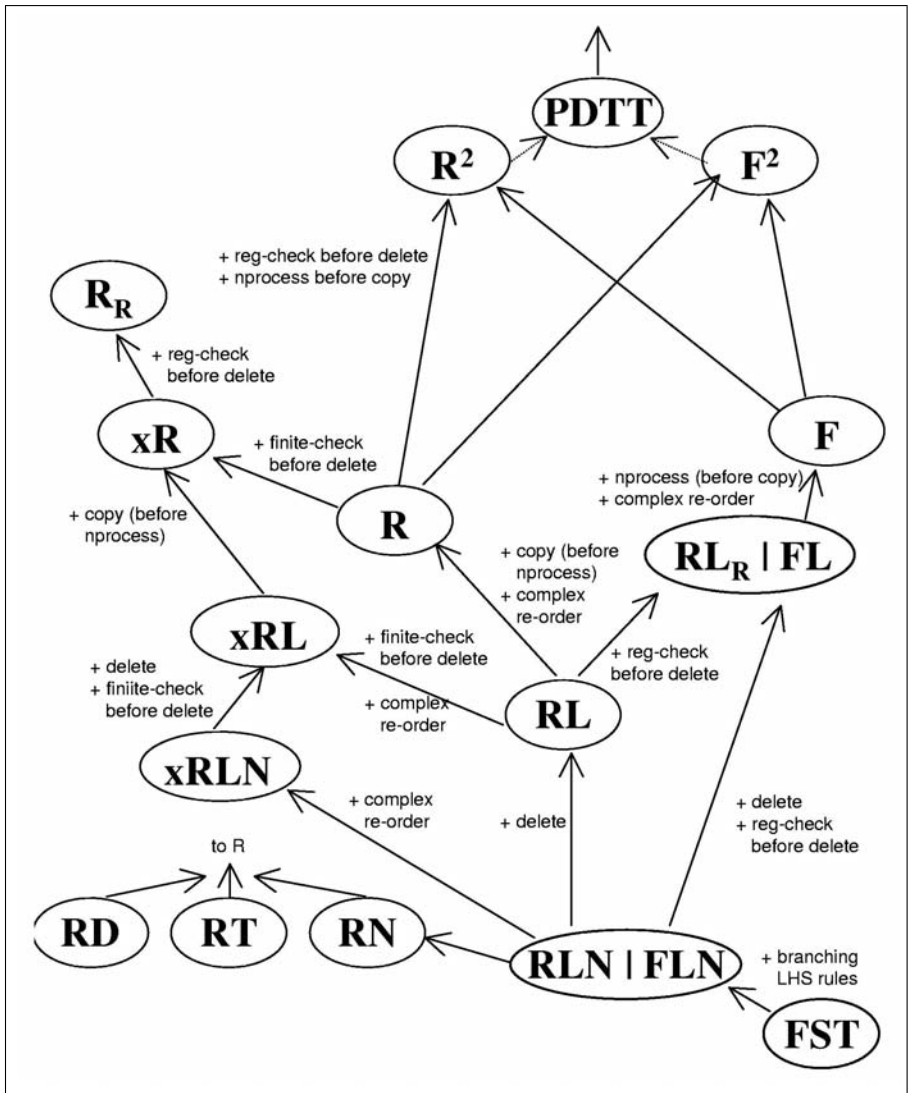 PDTT
R²
F²
+ reg-check before delete
+ nprocess before copy
R_R
+ reg-check
before delete
xR
+ finite-check
before delete
F
+ nprocess (before copy)
+ complex re-order
+ copy (before
nprocess)
R
RL_R | FL
+ copy (before
nprocess)
+ complex
re-order
xRL
+ finite-check
before delete
+ reg-check
before delete
+ delete
+ finiite-check
before delete
+ complex
re-order
RL
xRLN
+ complex
re-order
+ delete
+ delete
+ reg-check
before delete
to R
RD
RT
RN
RLN | FLN
+ branching
LHS rules
FST